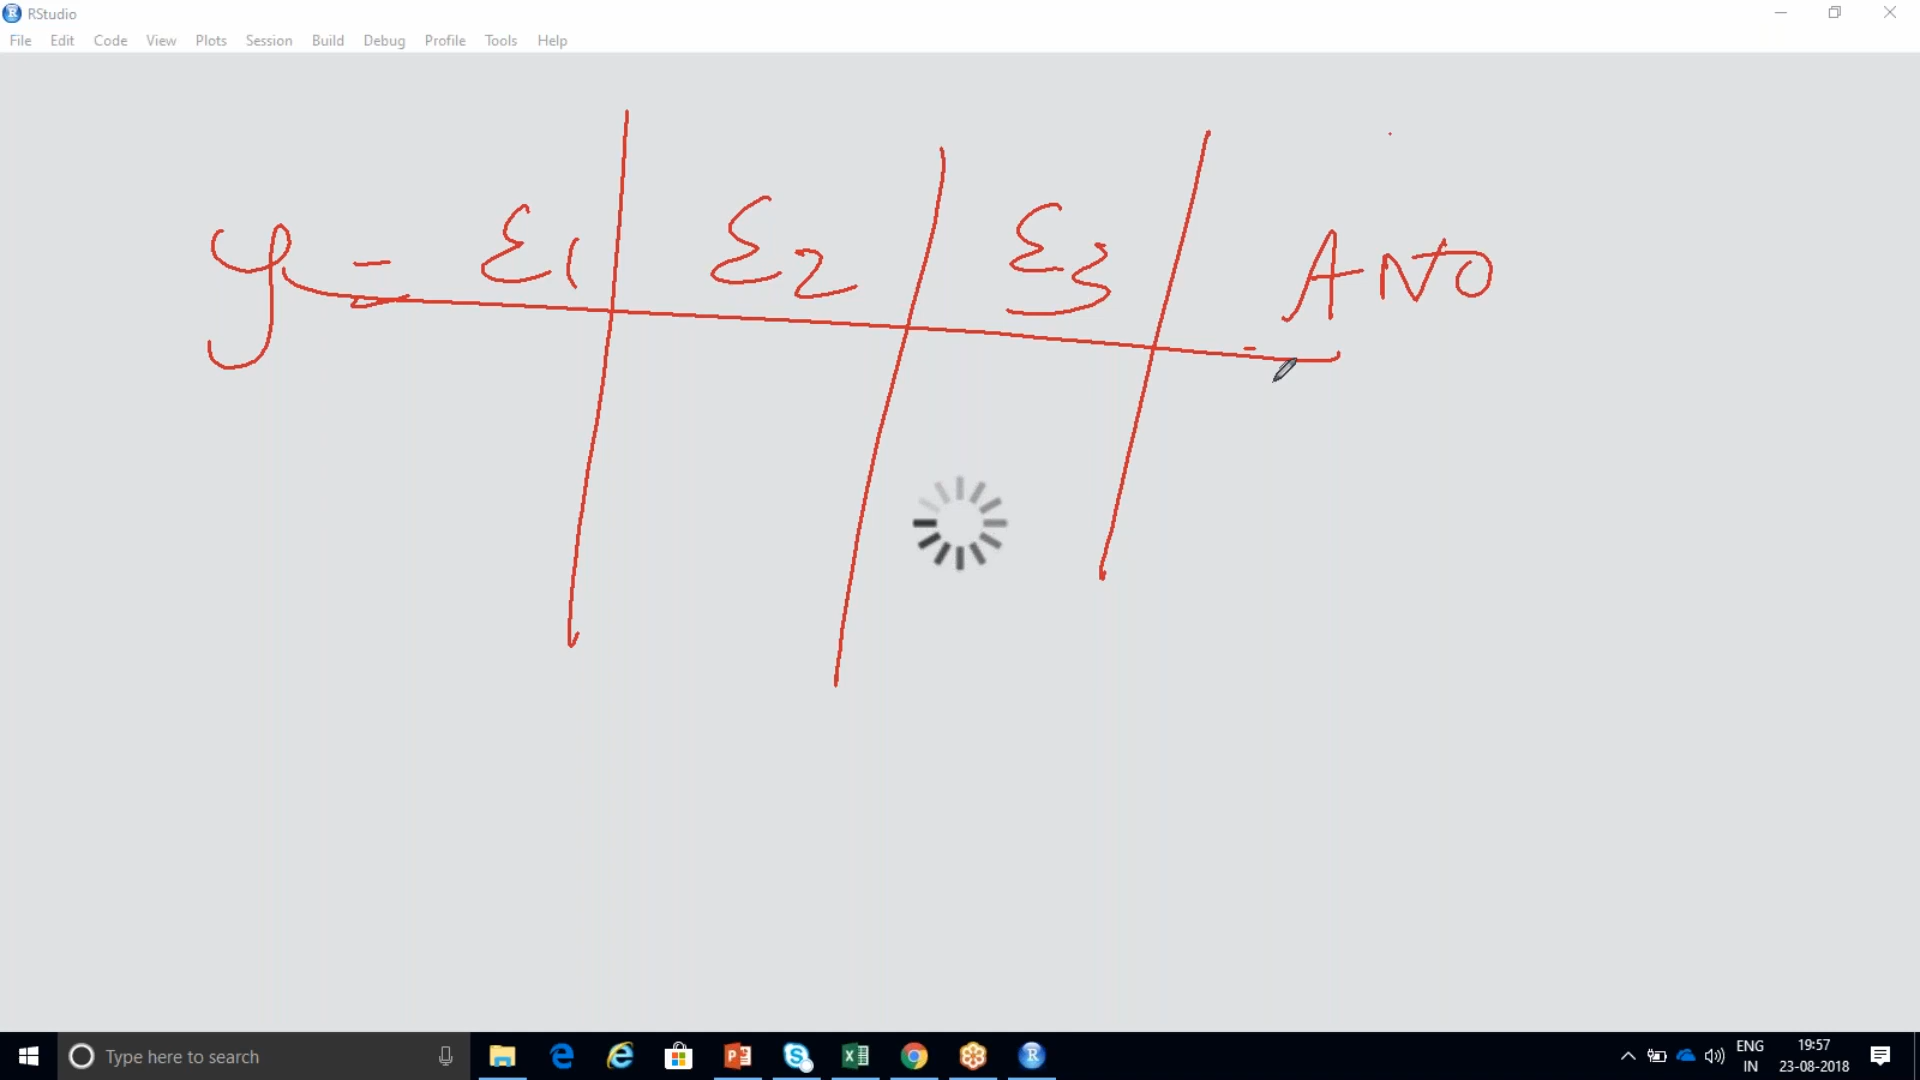 RStudio
File Edit Code View Plots Session Build Debug Profile Tools Help
y = ε1 ε2 ε3 ANO
Type here to search
ENG
IN
19:57
23-08-2018